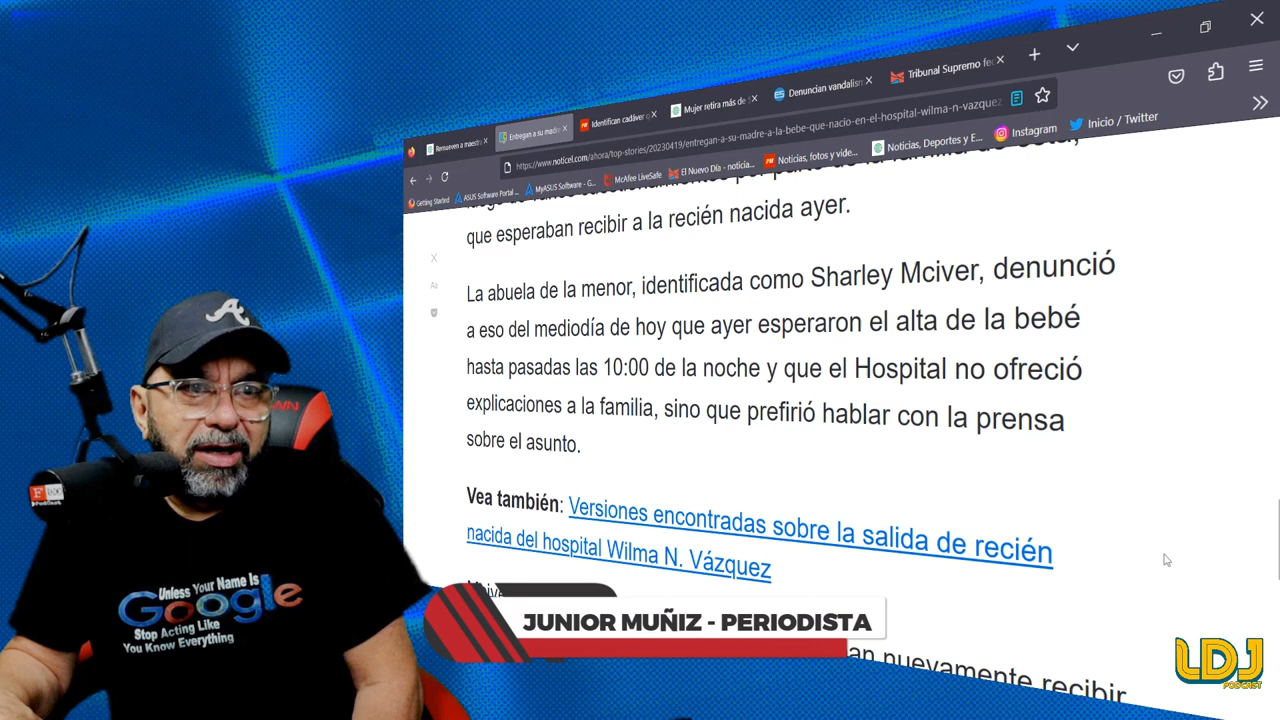 Remueven a maestr
Entregan a su madre
Identifican cadáver q
Mujer retira más de $
Denuncian vandalism
Tribunal Supremo fec
https://www.noticel.com/ahora/top-stories/20230419/entregan-a-su-madre-a-la-bebe-que-nacio-en-el-hospital-wilma-n-vazquez
Getting Started
ASUS Software Portal ...
MyASUS Software - G...
McAfee LiveSafe
El Nuevo Día - noticia...
Noticias, fotos y vide...
Noticias, Deportes y E...
Instagram
Inicio / Twitter
que esperaban recibir a la recién nacida ayer.
La abuela de la menor, identificada como Sharley Mciver, denunció
a eso del mediodía de hoy que ayer esperaron el alta de la bebé
hasta pasadas las 10:00 de la noche y que el Hospital no ofreció
explicaciones a la familia, sino que prefirió hablar con la prensa
sobre el asunto.
Vea también: Versiones encontradas sobre la salida de recién
nacida del hospital Wilma N. Vázquez
an nuevamente recibir
Unless Your Name Is
Google
Stop Acting Like
You Know Everything
JUNIOR MUÑIZ - PERIODISTA
LDJ
PODCAST